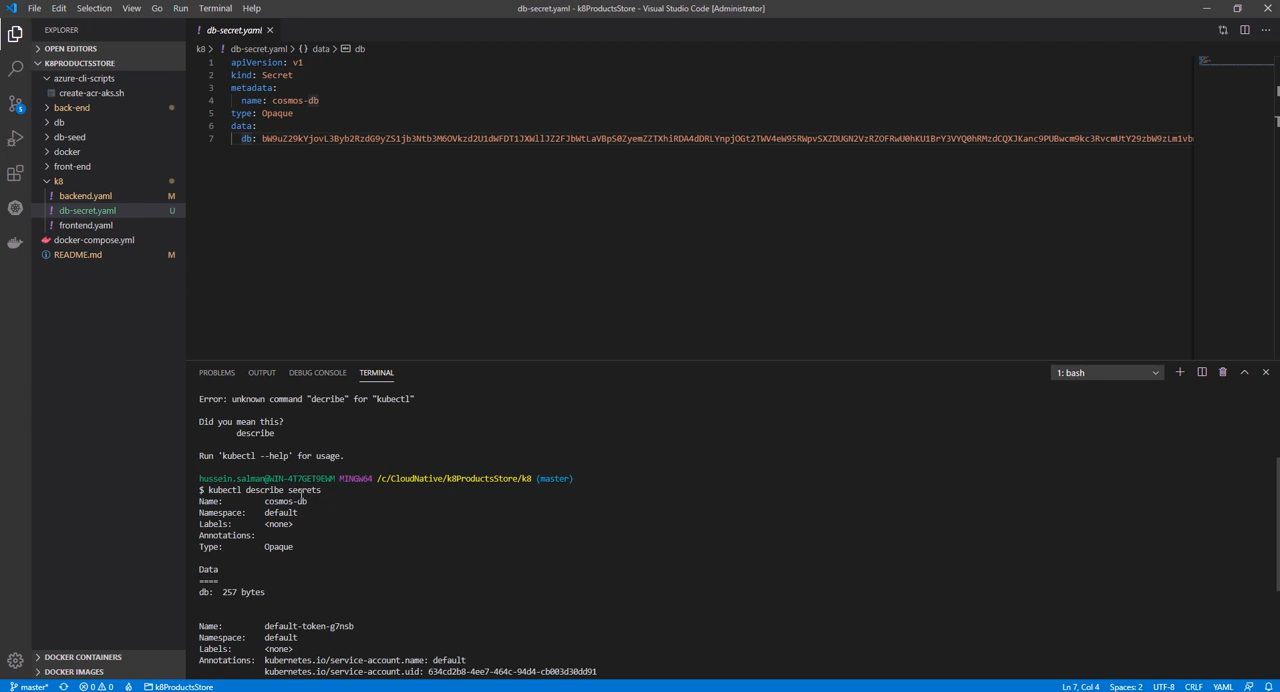 File Edit Selection View Go Run Terminal Help
db-secret.yaml - k8ProductsStore - Visual Studio Code [Administrator]
EXPLORER
OPEN EDITORS
K8PRODUCTSSTORE
azure-cli-scripts
create-acr-aks.sh
back-end
db
db-seed
docker
front-end
k8
backend.yaml M
db-secret.yaml U
frontend.yaml
docker-compose.yml
README.md M
DOCKER CONTAINERS
DOCKER IMAGES
5
! db-secret.yaml
k8 > ! db-secret.yaml > {} data > db
1 apiVersion: v1
2 kind: Secret
3 metadata:
4 name: cosmos-db
5 type: Opaque
6 data:
7 db:
PROBLEMS OUTPUT DEBUG CONSOLE TERMINAL
1: bash
Error: unknown command "decribe" for "kubectl"
Did you mean this?
describe
Run 'kubectl --help' for usage.
hussein.salman@WIN-4T7GET9EWM MINGW64 /c/CloudNative/k8ProductsStore/k8 (master)
$ kubectl describe secrets
Name: cosmos-db
Namespace: default
Labels: <none>
Annotations:
Type: Opaque
Data
====
db: 257 bytes
Name: default-token-g7nsb
Namespace: default
Labels: <none>
Annotations: kubernetes.io/service-account.name: default
kubernetes.io/service-account.uid: 634cd2b8-4ee7-464c-94d4-cb003d30dd91
master* 0 0 k8ProductsStore
Ln 7, Col 4 Spaces: 2 UTF-8 CRLF YAML